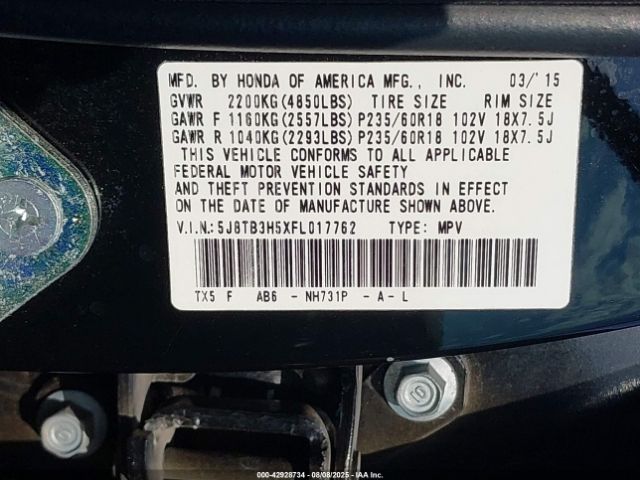 MFD. BY HONDA OF AMERICA MFG., INC. 03/'15
GVWR 2200KG(4850LBS) TIRE SIZE RIM SIZE
GAWR F 1160KG(2557LBS)P235/60R18 102V 18X7.5J
GAWR R 1040KG(2293LBS)P235/60R18 102V 18X7.5J
THIS VEHICLE CONFORMS TO ALL APPLICABLE
FEDERAL MOTOR VEHICLE SAFETY
AND THEFT PREVENTION STANDARDS IN EFFECT
ON THE DATE OF MANUFACTURE SHOWN ABOVE.
V.I.N.:5J8TB3H5XFL017762 TYPE: MPV
TX5 F AB6 - NH731P - A - L
000-42928734 - 08/08/2025 - IAA Inc.